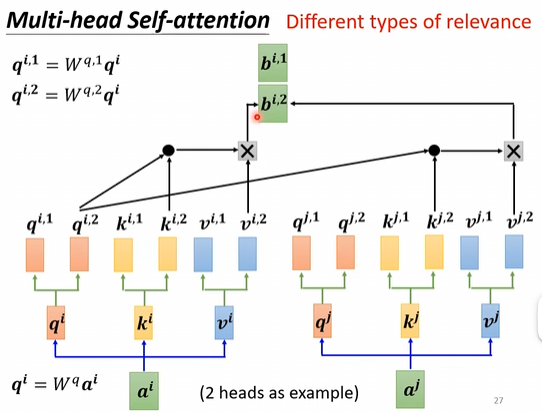 Multi-head Self-attention Different types of relevance
q^{i,1} = W^{q,1}q^i
q^{i,2} = W^{q,2}q^i
b^{i,1}
b^{i,2}
q^{i,1} q^{i,2} k^{i,1} k^{i,2} v^{i,1} v^{i,2} q^{j,1} q^{j,2} k^{j,1} k^{j,2} v^{j,1} v^{j,2}
q^i k^i v^i q^j k^j v^j
q^i = W^q a^i
a^i (2 heads as example) a^j
27